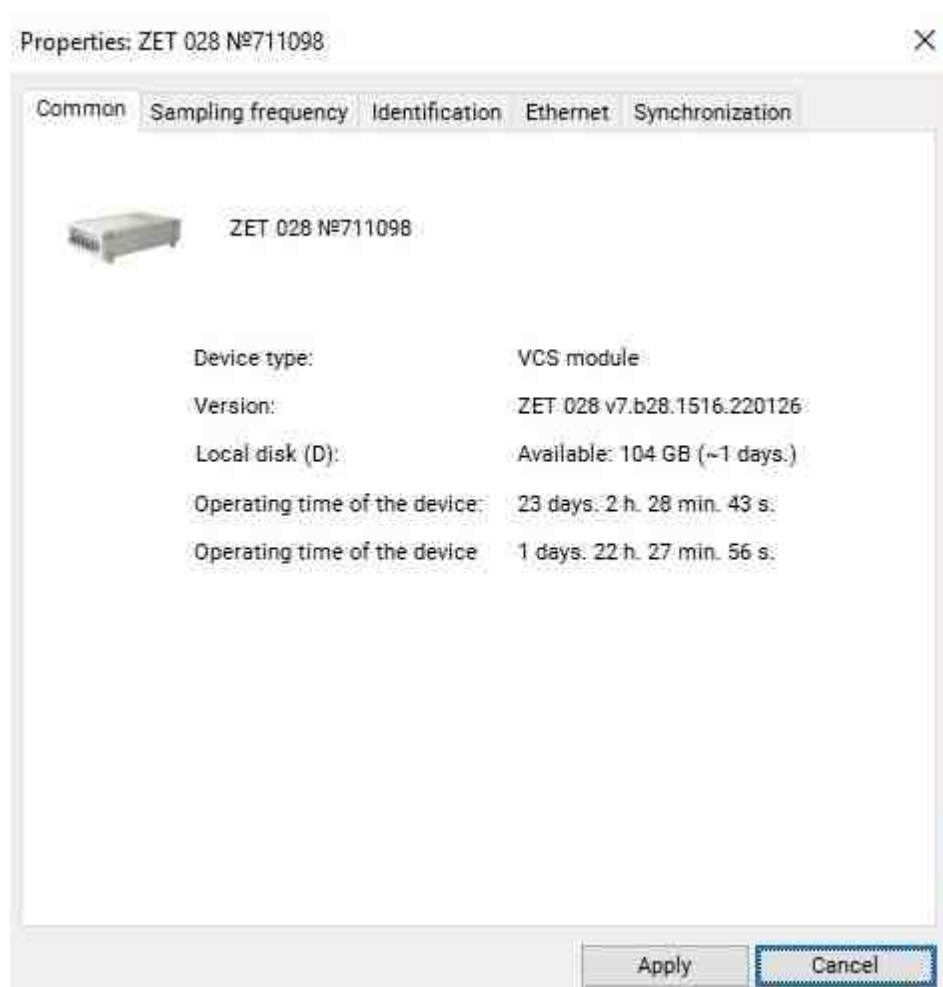 Properties: ZET 028 №711098
Common Sampling frequency Identification Ethernet Synchronization
ZET 028 №711098
Device type: VCS module
Version: ZET 028 v7.b28.1516.220126
Local disk (D): Available: 104 GB (~1 days.)
Operating time of the device: 23 days. 2 h. 28 min. 43 s.
Operating time of the device 1 days. 22 h. 27 min. 56 s.
Apply Cancel